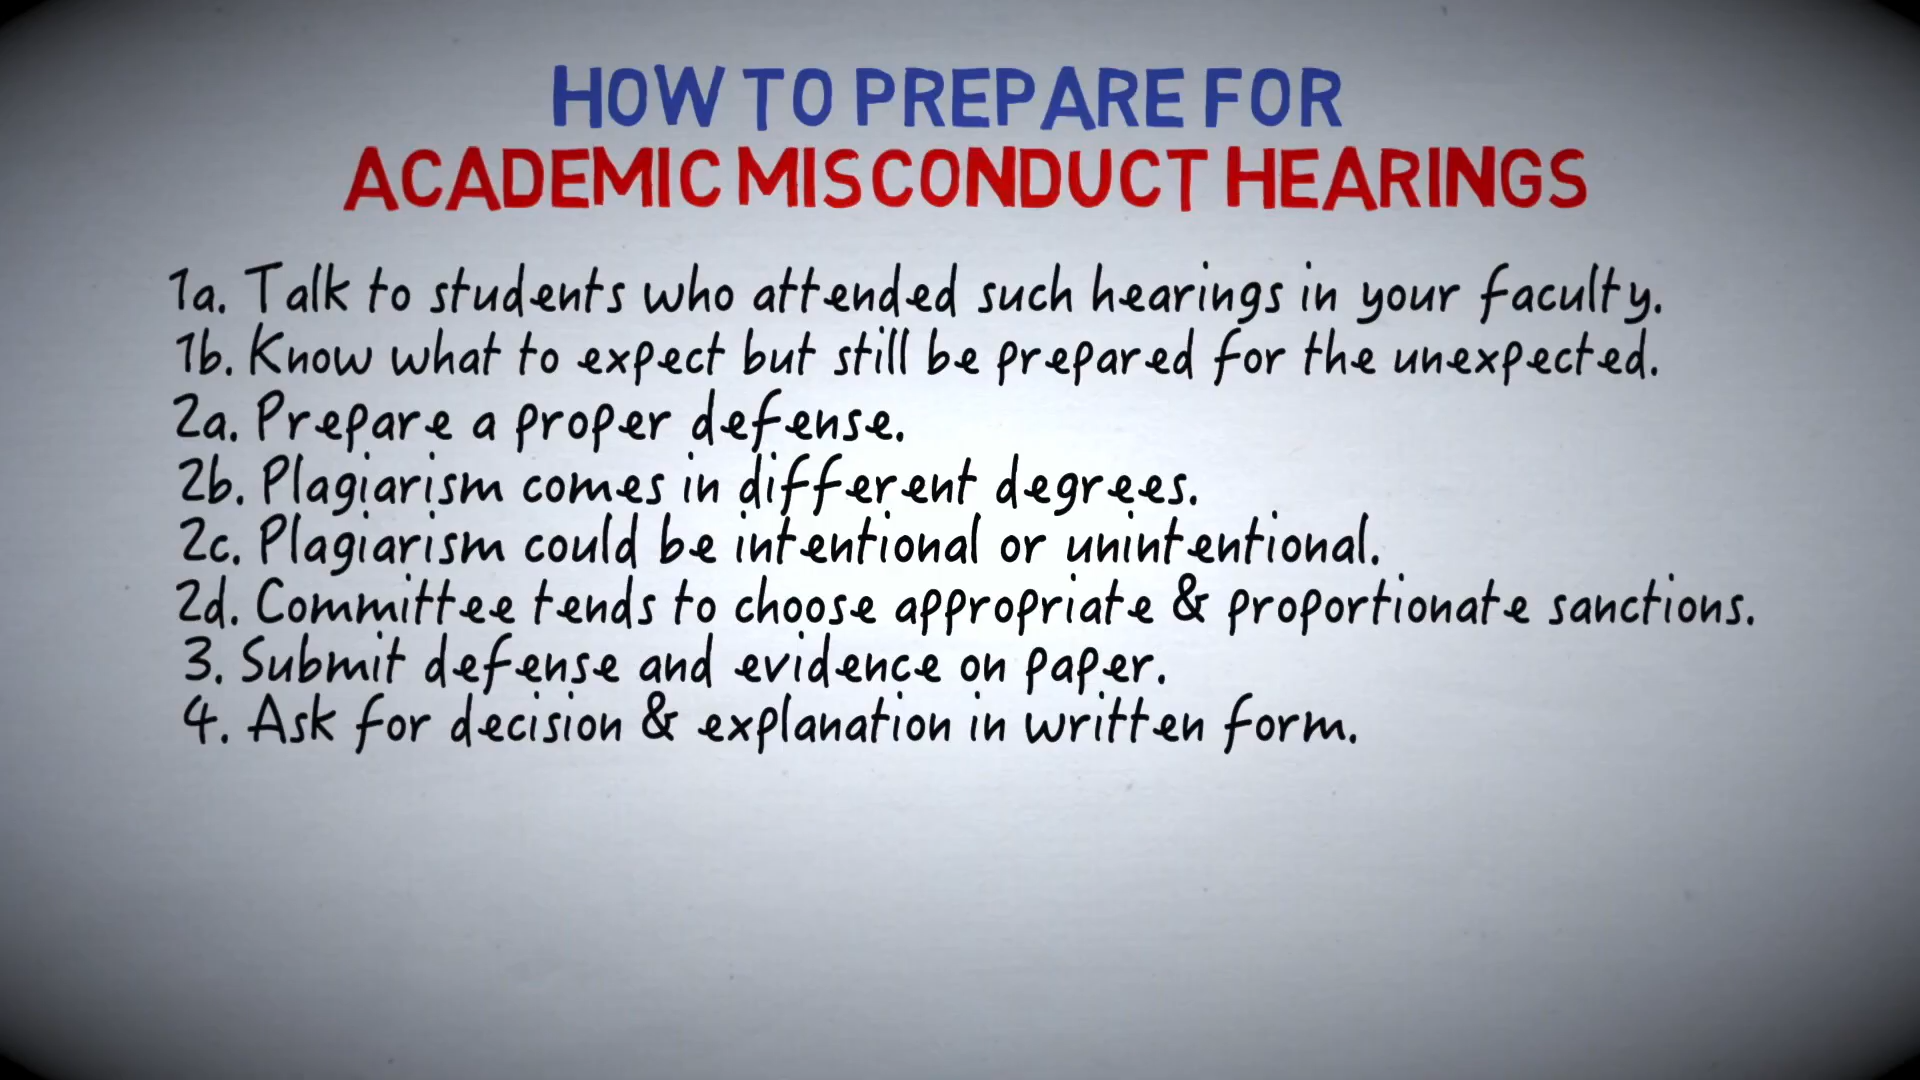 HOW TO PREPARE FOR
ACADEMIC MISCONDUCT HEARINGS
1a. Talk to students who attended such hearings in your faculty.
1b. Know what to expect but still be prepared for the unexpected.
2a. Prepare a proper defense.
2b. Plagiarism comes in different degrees.
2c. Plagiarism could be intentional or unintentional.
2d. Committee tends to choose appropriate & proportionate sanctions.
3. Submit defense and evidence on paper.
4. Ask for decision & explanation in written form.